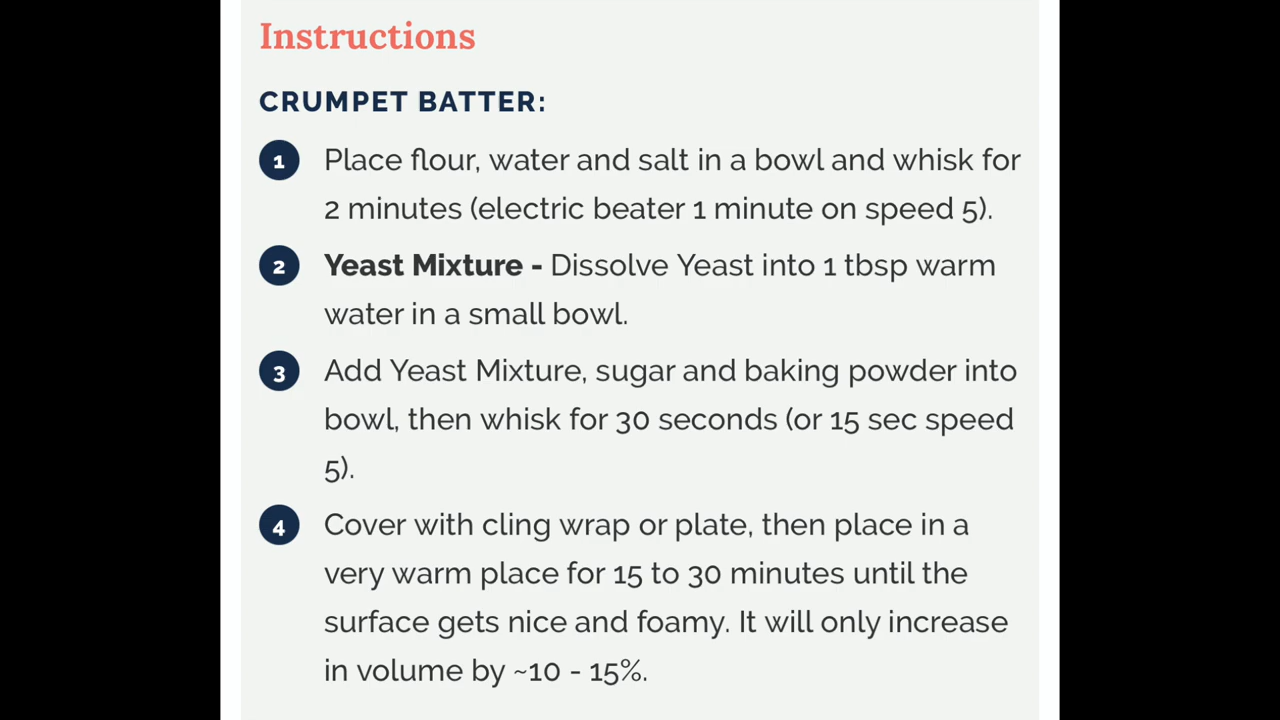 Instructions
CRUMPET BATTER:
1 Place flour, water and salt in a bowl and whisk for
2 minutes (electric beater 1 minute on speed 5).
2 Yeast Mixture - Dissolve Yeast into 1 tbsp warm
water in a small bowl.
3 Add Yeast Mixture, sugar and baking powder into
bowl, then whisk for 30 seconds (or 15 sec speed
5).
4 Cover with cling wrap or plate, then place in a
very warm place for 15 to 30 minutes until the
surface gets nice and foamy. It will only increase
in volume by ~10 - 15%.